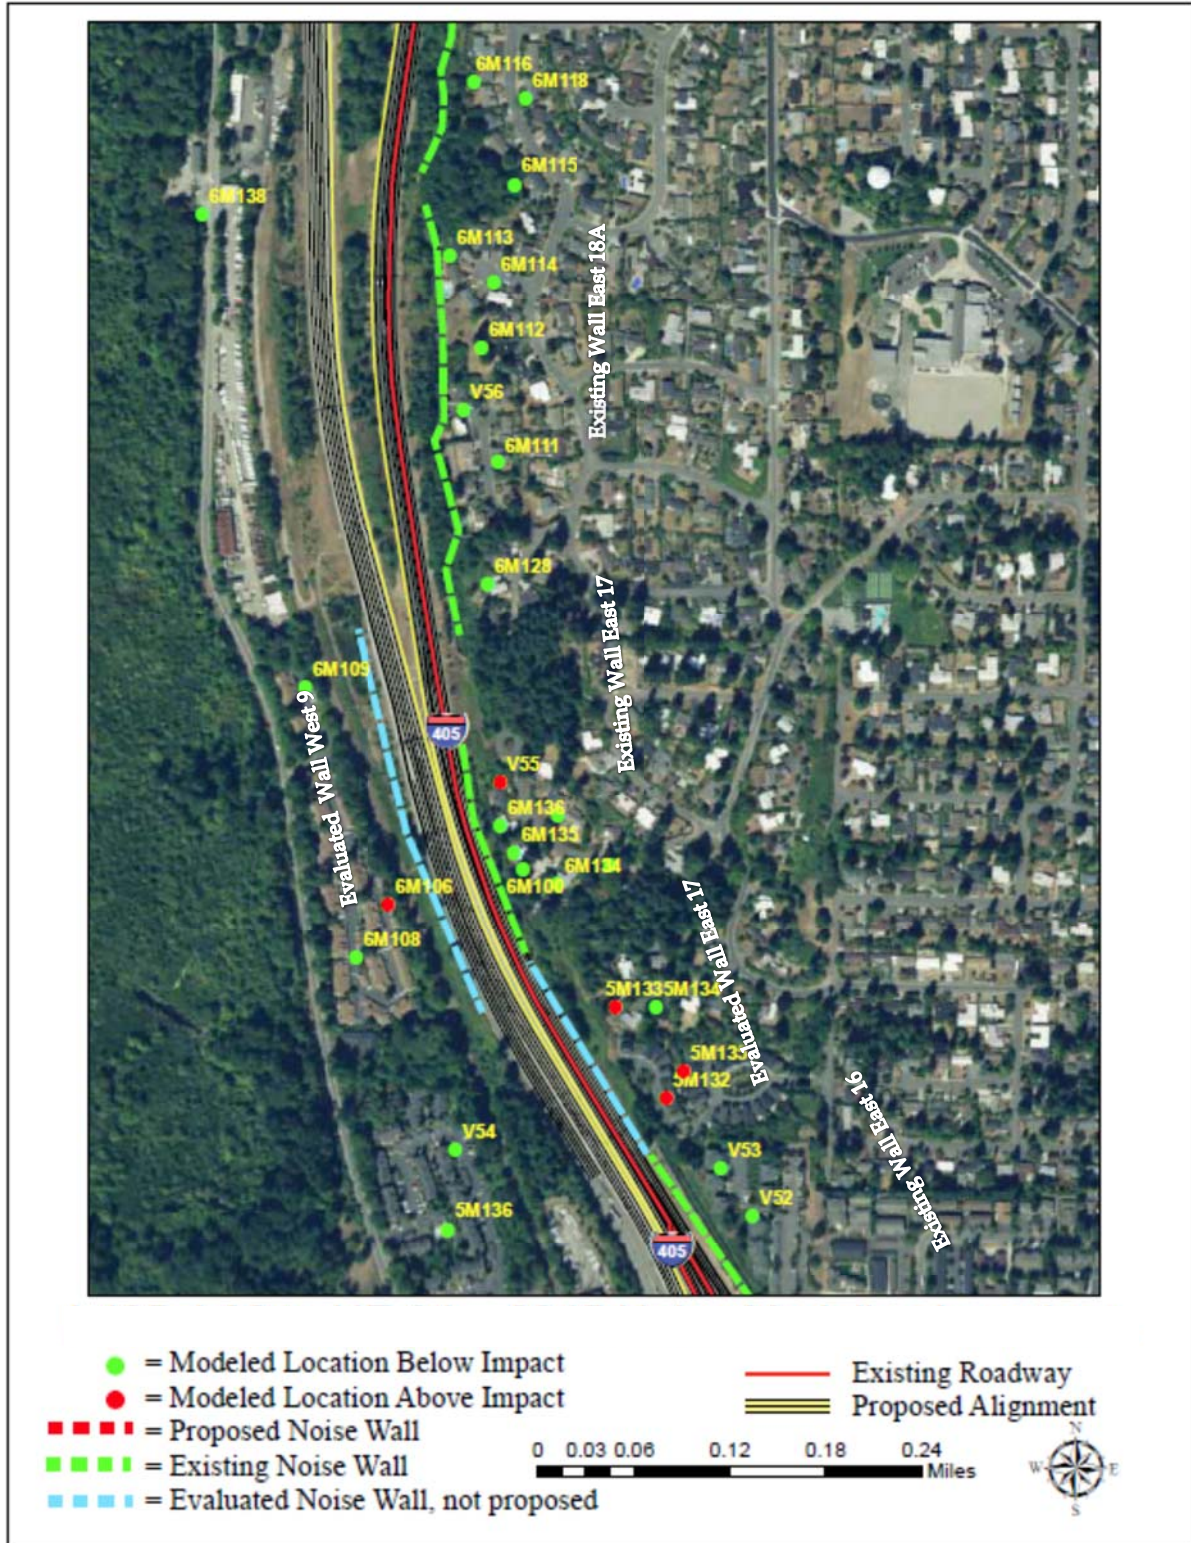 6M116
6M118
6M115
6M138
6M113
6M114
Existing Wall East 18A
6M112
V56
6M111
6M128
Existing Wall East 17
6M109
Evaluated Wall West 9
405
V55
6M136
6M135
6M106
6M100
Evaluated Wall East 17
6M108
5M133
5M134
5M132
Existing Wall East 16
V54
V53
V52
5M136
405
= Modeled Location Below Impact
= Modeled Location Above Impact
= Proposed Noise Wall
= Existing Noise Wall
= Evaluated Noise Wall, not proposed
Existing Roadway
Proposed Alignment
0 0.03 0.06 0.12 0.18 0.24
Miles
N
W E
S